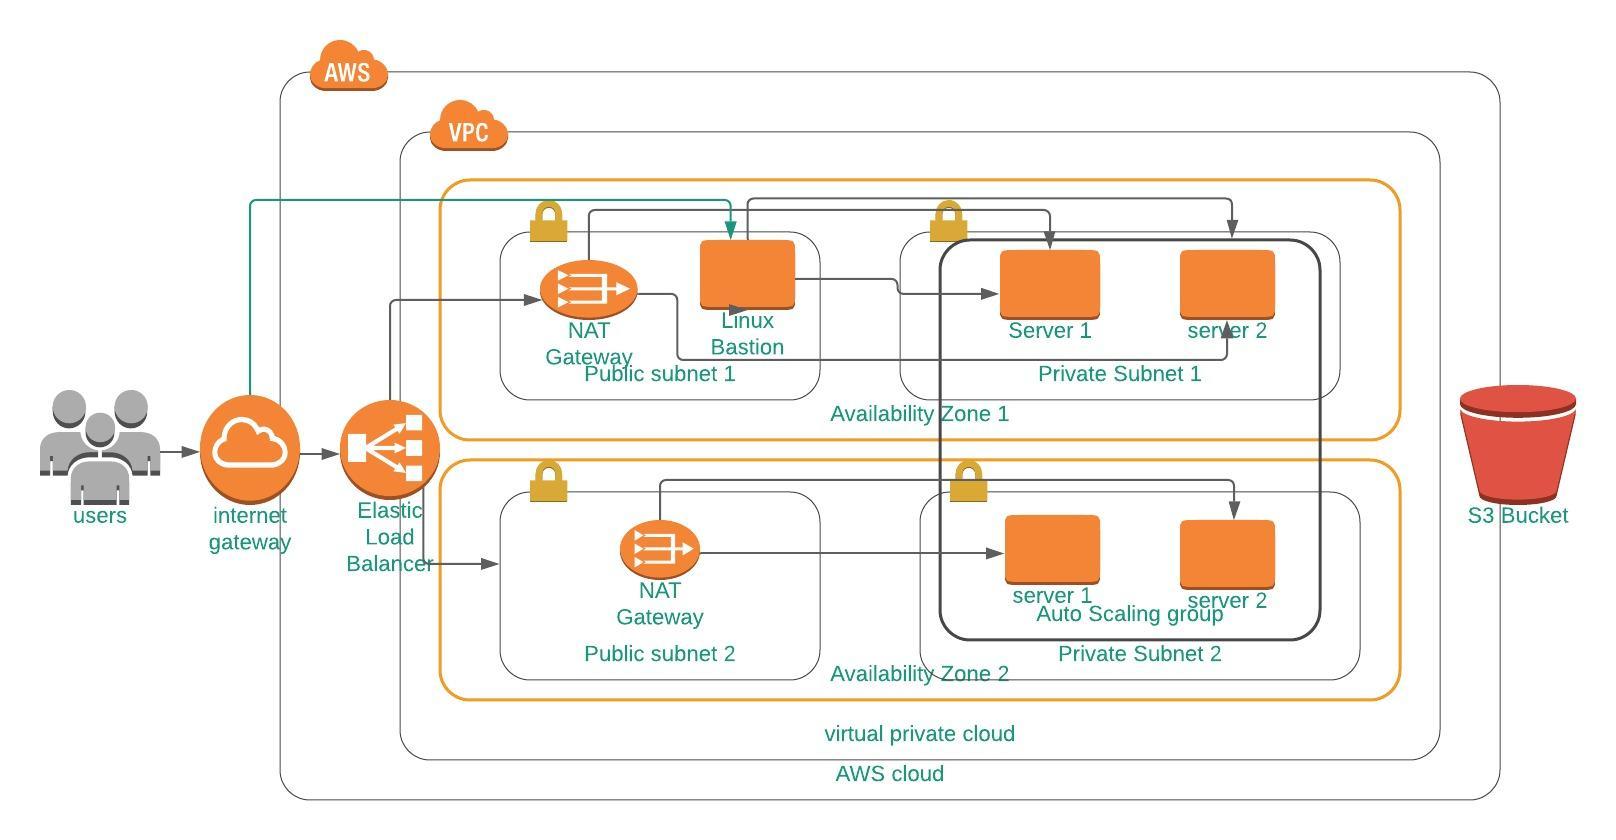 AWS
VPC
NAT
Gateway
Linux
Bastion
Public subnet 1
Server 1
server 2
Private Subnet 1
Availability Zone 1
users
internet
gateway
Elastic
Load
Balancer
NAT
Gateway
Public subnet 2
server 1
server 2
Auto Scaling group
Private Subnet 2
Availability Zone 2
S3 Bucket
virtual private cloud
AWS cloud